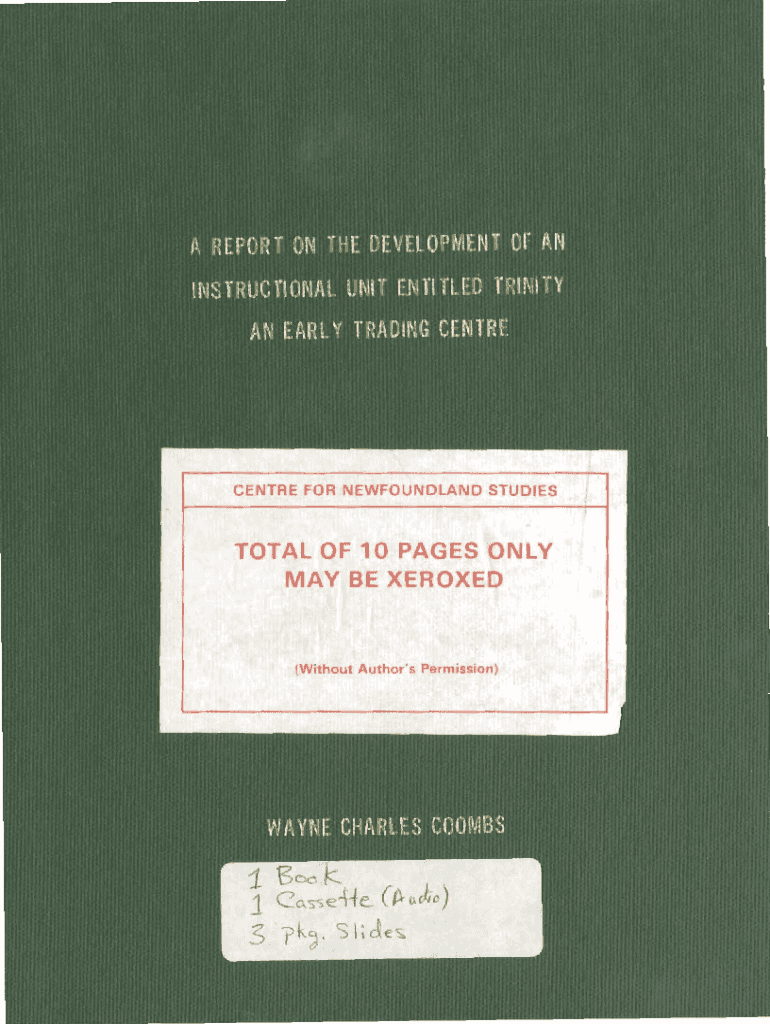 A REPORT ON THE DEVELOPMENT OF AN
INSTRUCTIONAL UNIT ENTITLED TRINITY
AN EARLY TRADING CENTRE
CENTRE FOR NEWFOUNDLAND STUDIES
TOTAL OF 10 PAGES ONLY
MAY BE XEROXED
(Without Author's Permission)
WAYNE CHARLES COOMBS
1 Book
1 Cassette (Audio)
3 pkg. Slides